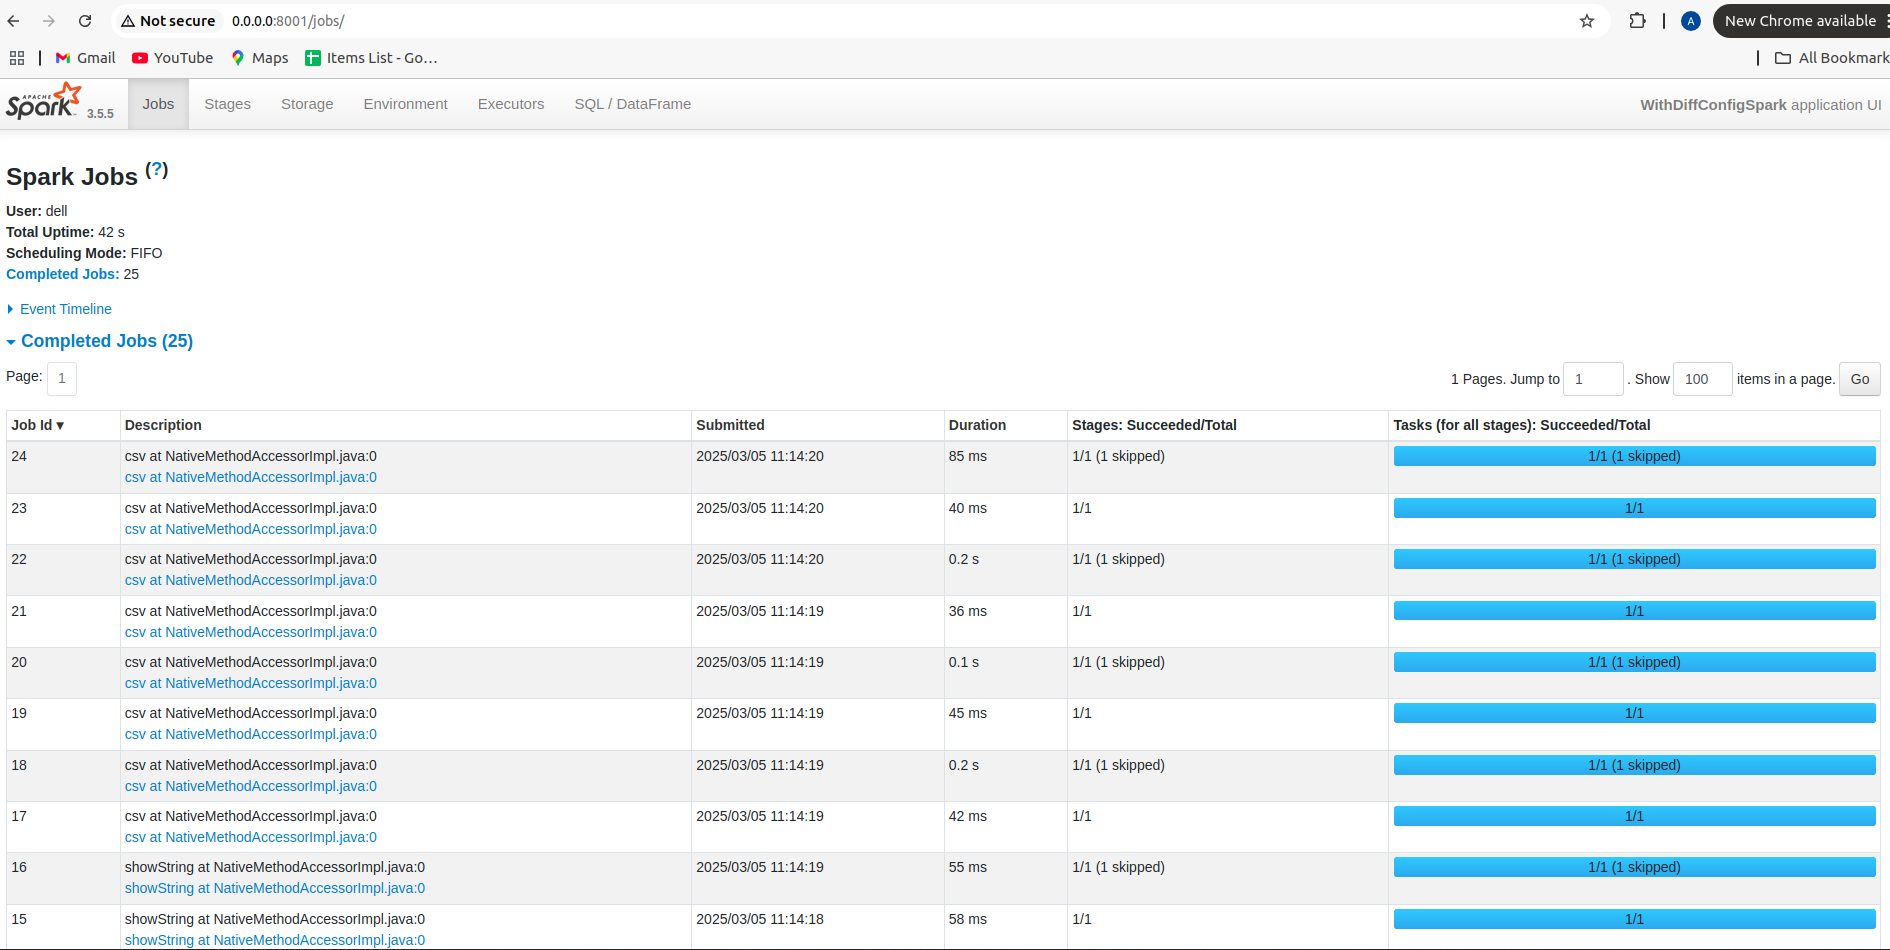 Not secure 0.0.0.0:8001/jobs/ A New Chrome available
Gmail YouTube Maps Items List - Go… All Bookmark
APACHE Spark 3.5.5 Jobs Stages Storage Environment Executors SQL / DataFrame WithDiffConfigSpark application UI
Spark Jobs (?)
User: dell
Total Uptime: 42 s
Scheduling Mode: FIFO
Completed Jobs: 25
Event Timeline
Completed Jobs (25)
Page: 1 1 Pages. Jump to 1 . Show 100 items in a page. Go
Job Id ▾ Description Submitted Duration Stages: Succeeded/Total Tasks (for all stages): Succeeded/Total
24 csv at NativeMethodAccessorImpl.java:0 2025/03/05 11:14:20 85 ms 1/1 (1 skipped) 1/1 (1 skipped)
csv at NativeMethodAccessorImpl.java:0
23 csv at NativeMethodAccessorImpl.java:0 2025/03/05 11:14:20 40 ms 1/1 1/1
csv at NativeMethodAccessorImpl.java:0
22 csv at NativeMethodAccessorImpl.java:0 2025/03/05 11:14:20 0.2 s 1/1 (1 skipped) 1/1 (1 skipped)
csv at NativeMethodAccessorImpl.java:0
21 csv at NativeMethodAccessorImpl.java:0 2025/03/05 11:14:19 36 ms 1/1 1/1
csv at NativeMethodAccessorImpl.java:0
20 csv at NativeMethodAccessorImpl.java:0 2025/03/05 11:14:19 0.1 s 1/1 (1 skipped) 1/1 (1 skipped)
csv at NativeMethodAccessorImpl.java:0
19 csv at NativeMethodAccessorImpl.java:0 2025/03/05 11:14:19 45 ms 1/1 1/1
csv at NativeMethodAccessorImpl.java:0
18 csv at NativeMethodAccessorImpl.java:0 2025/03/05 11:14:19 0.2 s 1/1 (1 skipped) 1/1 (1 skipped)
csv at NativeMethodAccessorImpl.java:0
17 csv at NativeMethodAccessorImpl.java:0 2025/03/05 11:14:19 42 ms 1/1 1/1
csv at NativeMethodAccessorImpl.java:0
16 showString at NativeMethodAccessorImpl.java:0 2025/03/05 11:14:19 55 ms 1/1 (1 skipped) 1/1 (1 skipped)
showString at NativeMethodAccessorImpl.java:0
15 showString at NativeMethodAccessorImpl.java:0 2025/03/05 11:14:18 58 ms 1/1 1/1
showString at NativeMethodAccessorImpl.java:0